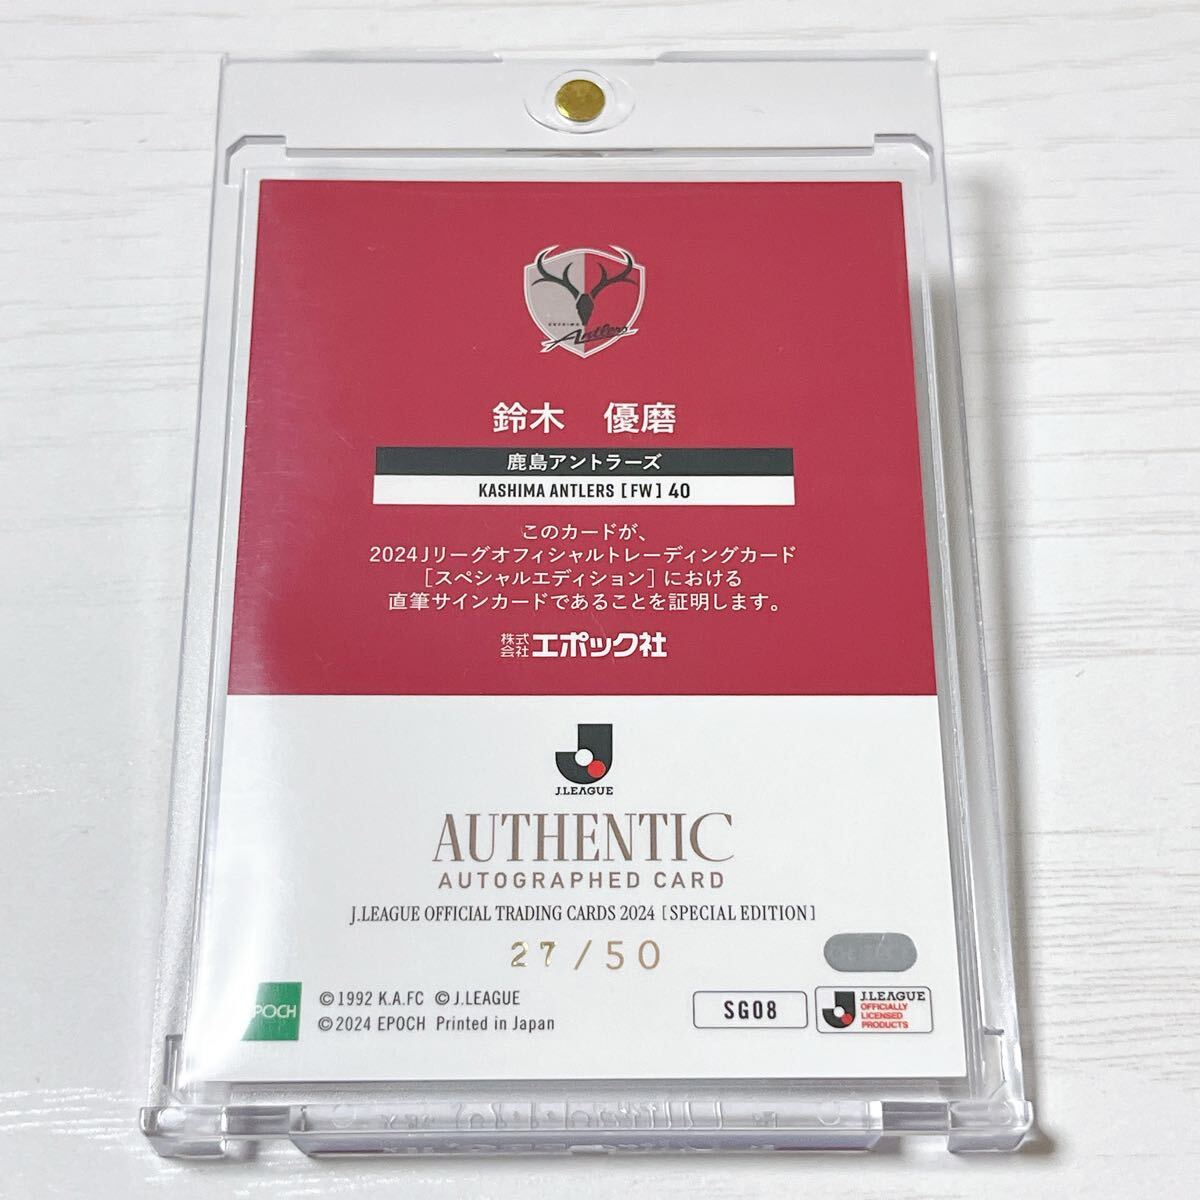 KASHIMA
Antlers
鈴木 優磨
鹿島アントラーズ
KASHIMA ANTLERS [FW] 40
このカードが、
2024Jリーグオフィシャルトレーディングカード
[スペシャルエディション]における
直筆サインカードであることを証明します。
株式会社エポック社
J.LEAGUE
AUTHENTIC
AUTOGRAPHED CARD
J.LEAGUE OFFICIAL TRADING CARDS 2024 [SPECIAL EDITION]
27/50
EPOCH
©1992 K.A.FC ©J.LEAGUE
©2024 EPOCH Printed in Japan
SG08
J.LEAGUE
OFFICIALLY
LICENSED
PRODUCTS